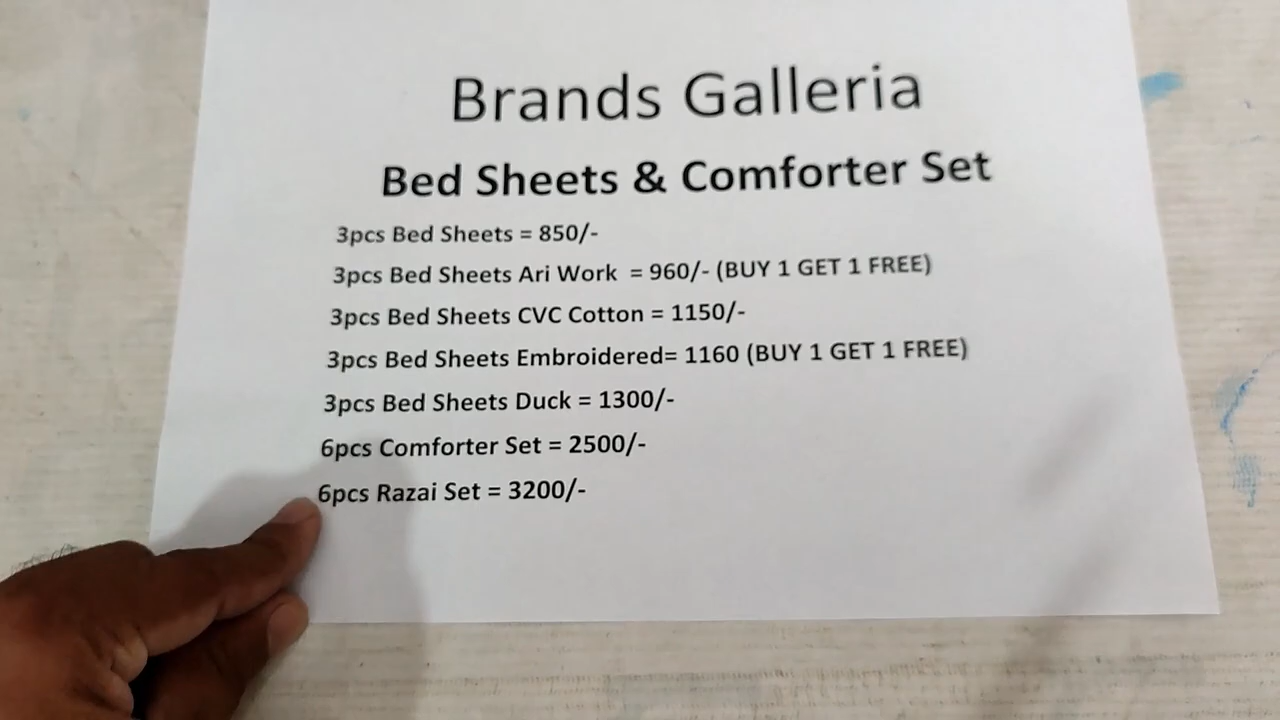 Brands Galleria
Bed Sheets & Comforter Set
3pcs Bed Sheets = 850/-
3pcs Bed Sheets Ari Work = 960/- (BUY 1 GET 1 FREE)
3pcs Bed Sheets CVC Cotton = 1150/-
3pcs Bed Sheets Embroidered= 1160 (BUY 1 GET 1 FREE)
3pcs Bed Sheets Duck = 1300/-
6pcs Comforter Set = 2500/-
6pcs Razai Set = 3200/-